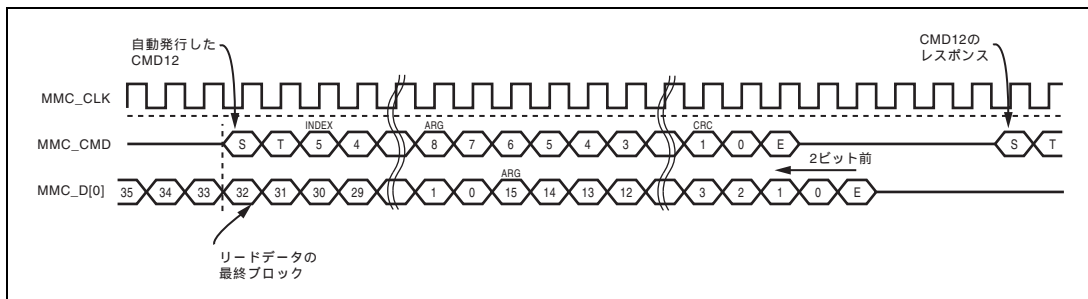 自動発行した
CMD12
CMD12の
レスポンス
MMC_CLK
INDEX
ARG
CRC
MMC_CMD
S T 5 4 8 7 6 5 4 3 1 0 E S T
2ビット前
ARG
MMC_D[0]
35 34 33 32 31 30 29 1 0 15 14 13 12 3 2 1 0 E
リードデータの
最終ブロック